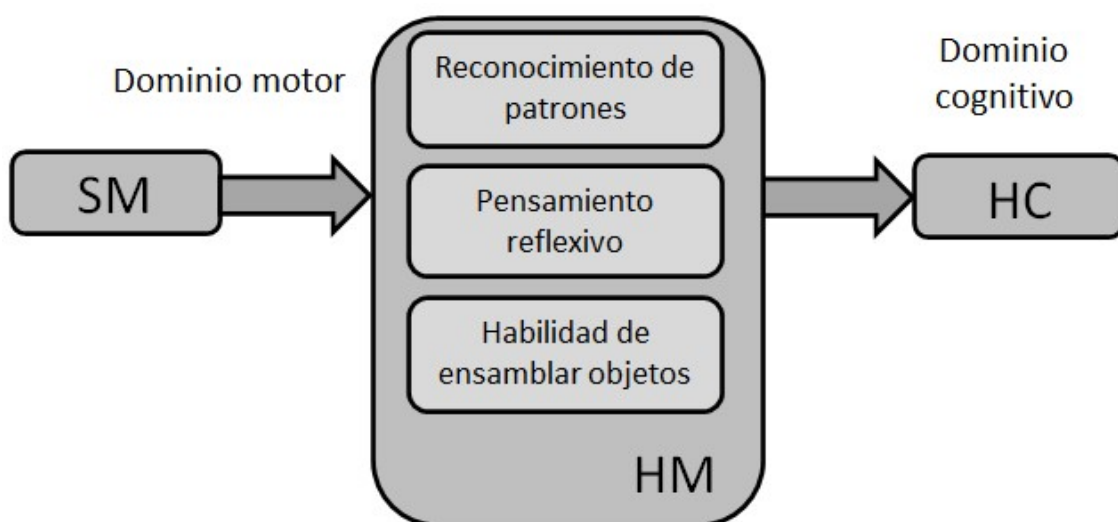 Dominio motor
SM
Reconocimiento de
patrones
Pensamiento
reflexivo
Habilidad de
ensamblar objetos
HM
Dominio
cognitivo
HC